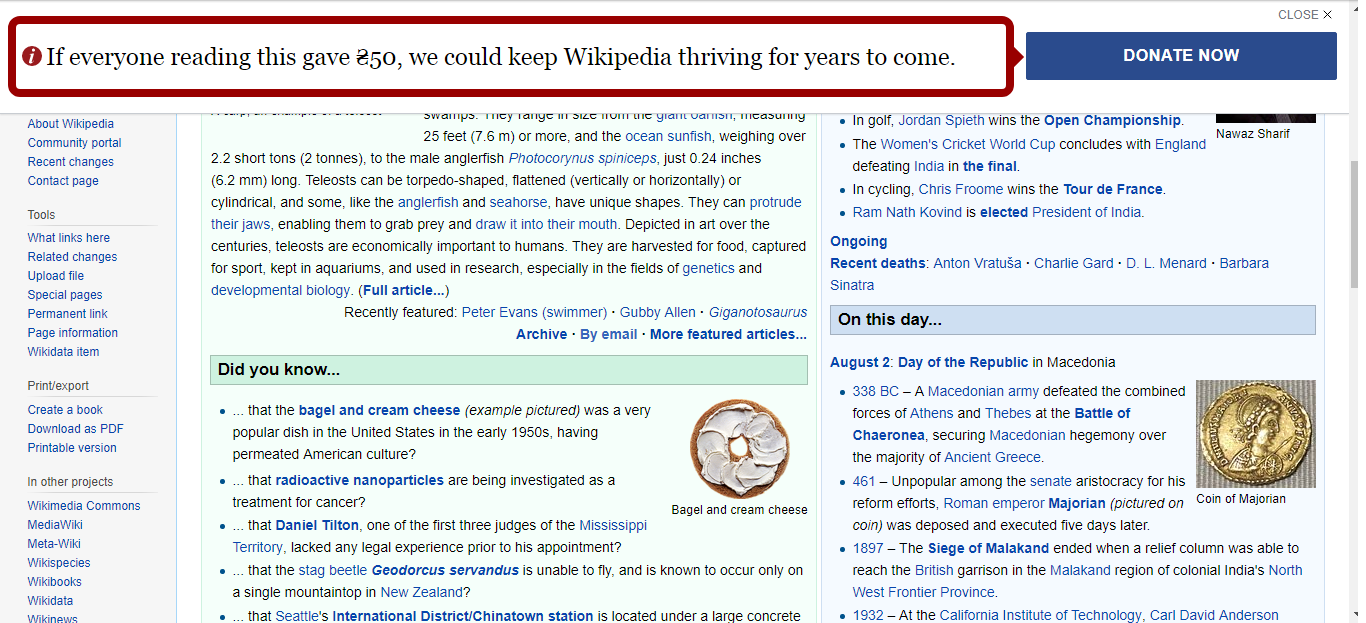 CLOSE ✕
If everyone reading this gave ₴50, we could keep Wikipedia thriving for years to come.
DONATE NOW
About Wikipedia
Community portal
Recent changes
Contact page
Tools
What links here
Related changes
Upload file
Special pages
Permanent link
Page information
Wikidata item
Print/export
Create a book
Download as PDF
Printable version
In other projects
Wikimedia Commons
MediaWiki
Meta-Wiki
Wikispecies
Wikibooks
Wikidata
Wikinews
swamps. They range in size from the giant oarfish, measuring
25 feet (7.6 m) or more, and the ocean sunfish, weighing over
2.2 short tons (2 tonnes), to the male anglerfish Photocorynus spiniceps, just 0.24 inches
(6.2 mm) long. Teleosts can be torpedo-shaped, flattened (vertically or horizontally) or
cylindrical, and some, like the anglerfish and seahorse, have unique shapes. They can protrude
their jaws, enabling them to grab prey and draw it into their mouth. Depicted in art over the
centuries, teleosts are economically important to humans. They are harvested for food, captured
for sport, kept in aquariums, and used in research, especially in the fields of genetics and
developmental biology. (Full article...)
Recently featured: Peter Evans (swimmer) · Gubby Allen · Giganotosaurus
Archive · By email · More featured articles...
Did you know...
... that the bagel and cream cheese (example pictured) was a very
popular dish in the United States in the early 1950s, having
permeated American culture?
Bagel and cream cheese
... that radioactive nanoparticles are being investigated as a
treatment for cancer?
... that Daniel Tilton, one of the first three judges of the Mississippi
Territory, lacked any legal experience prior to his appointment?
... that the stag beetle Geodorcus servandus is unable to fly, and is known to occur only on
a single mountaintop in New Zealand?
... that Seattle's International District/Chinatown station is located under a large concrete
In golf, Jordan Spieth wins the Open Championship.
Nawaz Sharif
The Women's Cricket World Cup concludes with England
defeating India in the final.
In cycling, Chris Froome wins the Tour de France.
Ram Nath Kovind is elected President of India.
Ongoing
Recent deaths: Anton Vratuša · Charlie Gard · D. L. Menard · Barbara
Sinatra
On this day...
August 2: Day of the Republic in Macedonia
338 BC – A Macedonian army defeated the combined
forces of Athens and Thebes at the Battle of
Chaeronea, securing Macedonian hegemony over
the majority of Ancient Greece.
461 – Unpopular among the senate aristocracy for his
reform efforts, Roman emperor Majorian (pictured on
coin) was deposed and executed five days later.
Coin of Majorian
1897 – The Siege of Malakand ended when a relief column was able to
reach the British garrison in the Malakand region of colonial India's North
West Frontier Province.
1932 – At the California Institute of Technology, Carl David Anderson